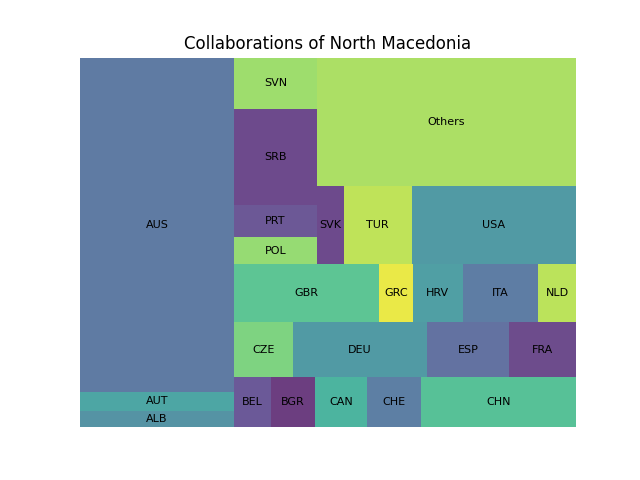 Collaborations of North Macedonia
SVN
Others
SRB
PRT
AUS
SVK
TUR
USA
POL
GBR
GRC
HRV
ITA
NLD
CZE
DEU
ESP
FRA
AUT
BEL
BGR
CAN
CHE
CHN
ALB